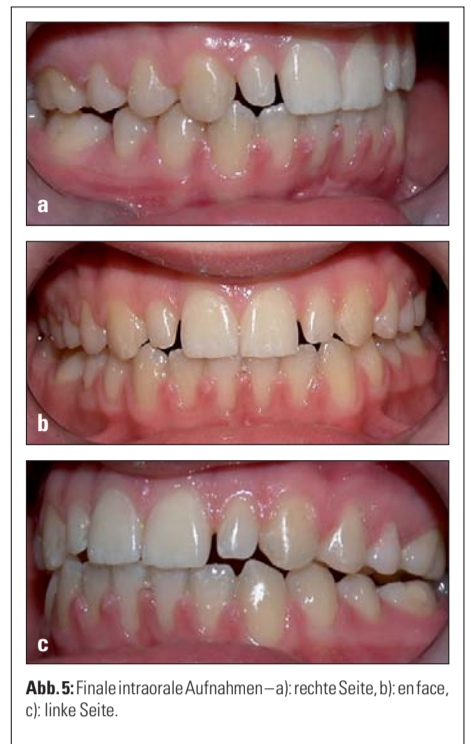 a
b
c
Abb. 5: Finale intraorale Aufnahmen – a): rechte Seite, b): en face,
c): linke Seite.